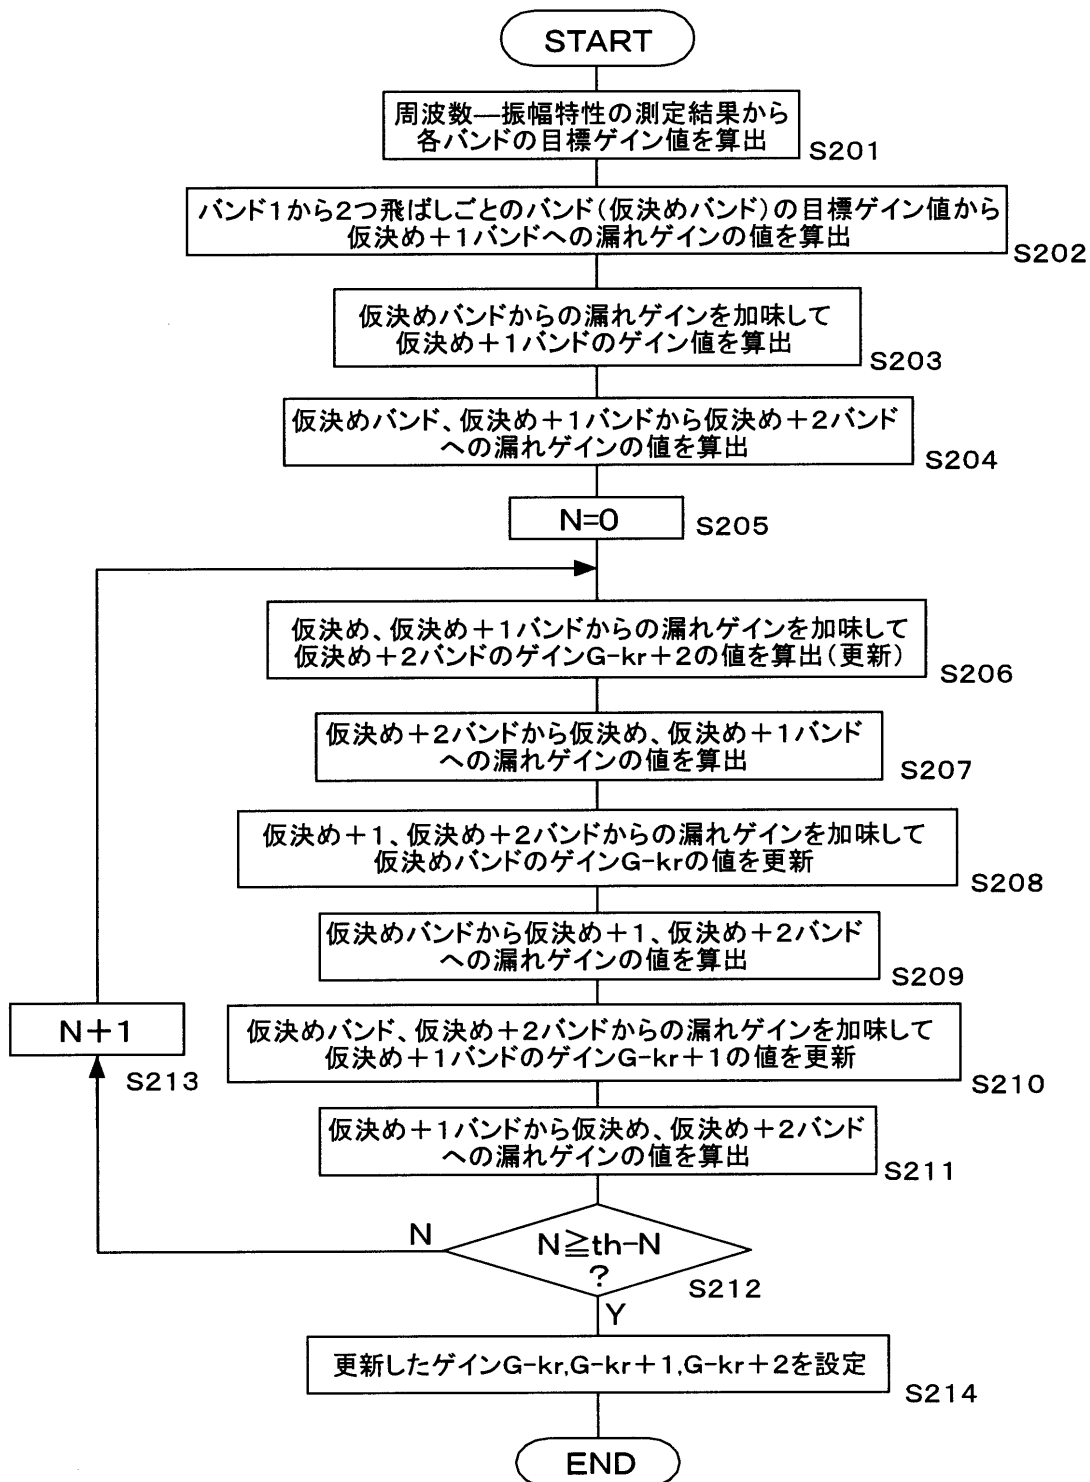 START
周波数―振幅特性の測定結果から
各バンドの目標ゲイン値を算出
S201
バンド1から2つ飛ばしごとのバンド(仮決めバンド)の目標ゲイン値から
仮決め+1バンドへの漏れゲインの値を算出
S202
仮決めバンドからの漏れゲインを加味して
仮決め+1バンドのゲイン値を算出
S203
仮決めバンド、仮決め+1バンドから仮決め+2バンド
への漏れゲインの値を算出
S204
N=0
S205
仮決め、仮決め+1バンドからの漏れゲインを加味して
仮決め+2バンドのゲインG-kr+2の値を算出(更新)
S206
仮決め+2バンドから仮決め、仮決め+1バンド
への漏れゲインの値を算出
S207
仮決め+1、仮決め+2バンドからの漏れゲインを加味して
仮決めバンドのゲインG-krの値を更新
S208
仮決めバンドから仮決め+1、仮決め+2バンド
への漏れゲインの値を算出
S209
N+1
S213
仮決めバンド、仮決め+2バンドからの漏れゲインを加味して
仮決め+1バンドのゲインG-kr+1の値を更新
S210
仮決め+1バンドから仮決め、仮決め+2バンド
への漏れゲインの値を算出
S211
N
N≧th-N
?
S212
Y
更新したゲインG-kr,G-kr+1,G-kr+2を設定
S214
END